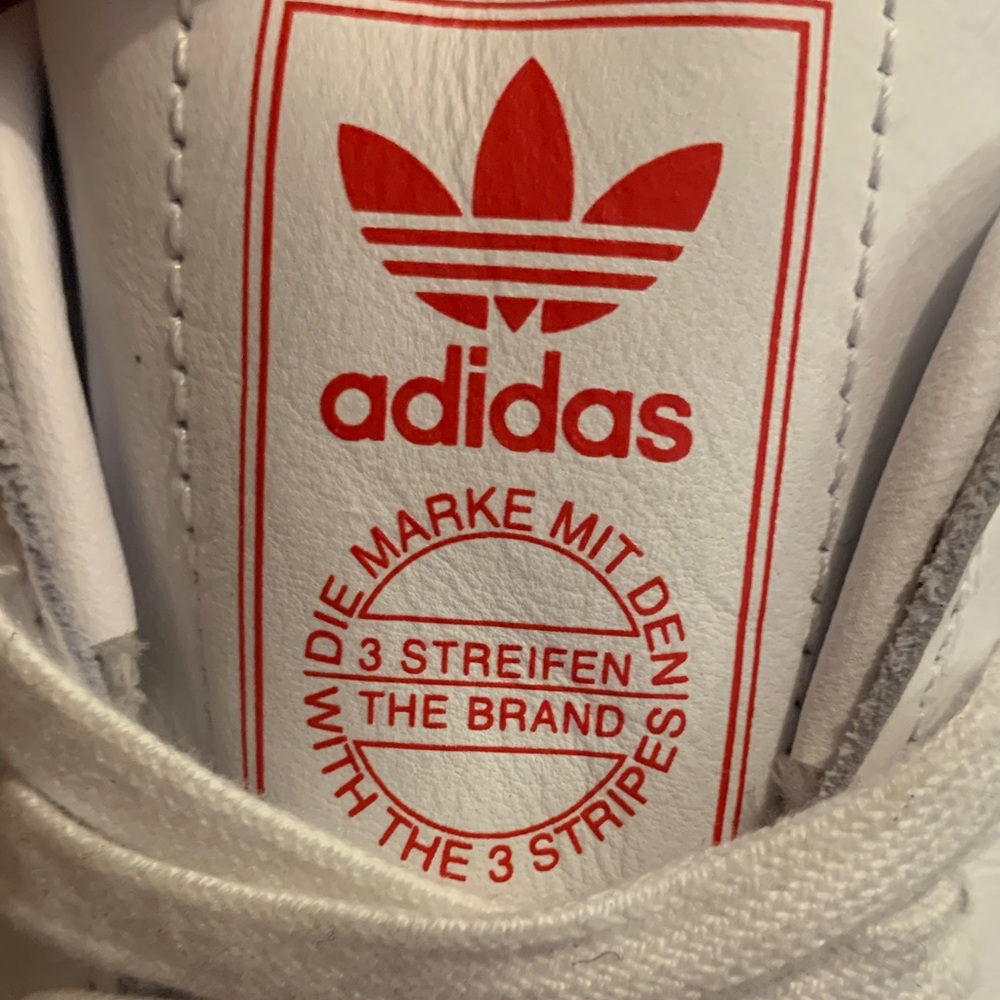 adidas
DIE MARKE MIT DEN
3 STREIFEN
THE BRAND
WITH THE 3 STRIPES